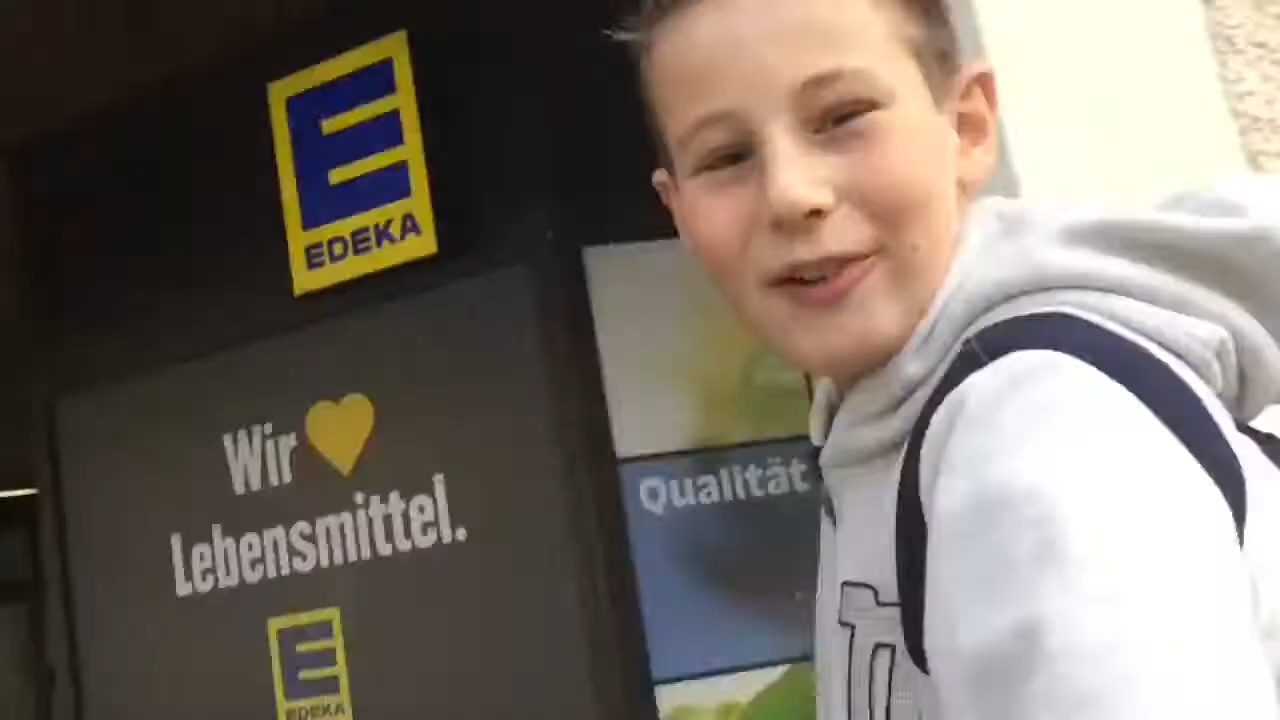 E
EDEKA
Wir
Lebensmittel.
Qualität
E
EDEKA